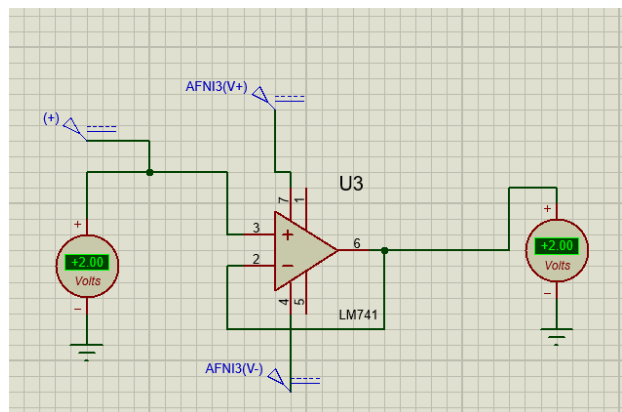 AFNI3(V+)
(+)
U3
7
1
+
3
+
6
+
+2.00
Volts
−
2
−
+2.00
Volts
−
4
5
LM741
AFNI3(V-)